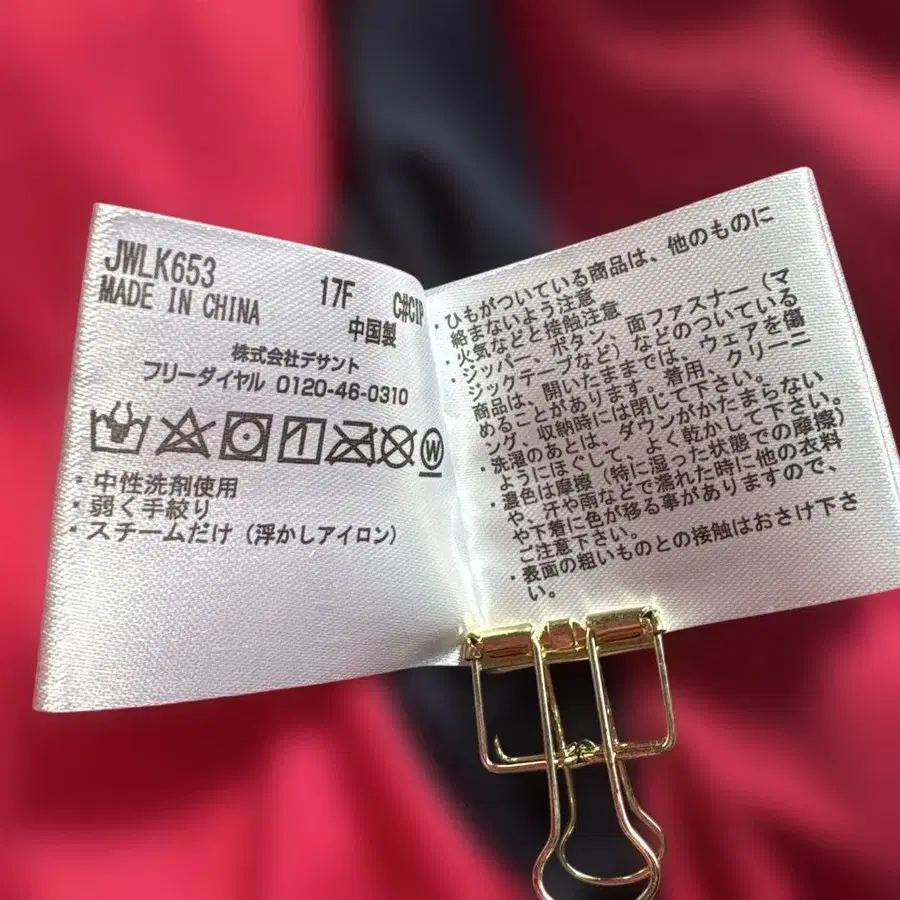 JWLK653
MADE IN CHINA
17F
C#CIP
中国製
株式会社デサント
フリーダイヤル 0120-46-0310
W
・中性洗剤使用
・弱く手絞り
・スチームだけ（浮かしアイロン）
・ひもがついている商品は、他のものに
絡まないよう注意
・火気などと接触注意
・ジッパー、ボタン、面ファスナー（マ
ジックテープなど）などのついている
商品は、開いたままでは、ウェアを傷
めることがあります。着用、クリーニ
ング、収納時には閉じて下さい。
・洗濯のあとは、ダウンがかたまらない
ようにほぐして、よく乾かして下さい。
・濃色は摩擦（特に湿った状態での摩擦）
や、汗や雨などで濡れた時に他の衣料
や下着に色が移る事がありますので、
ご注意下さい。
・表面の粗いものとの接触はおさけ下さ
い。